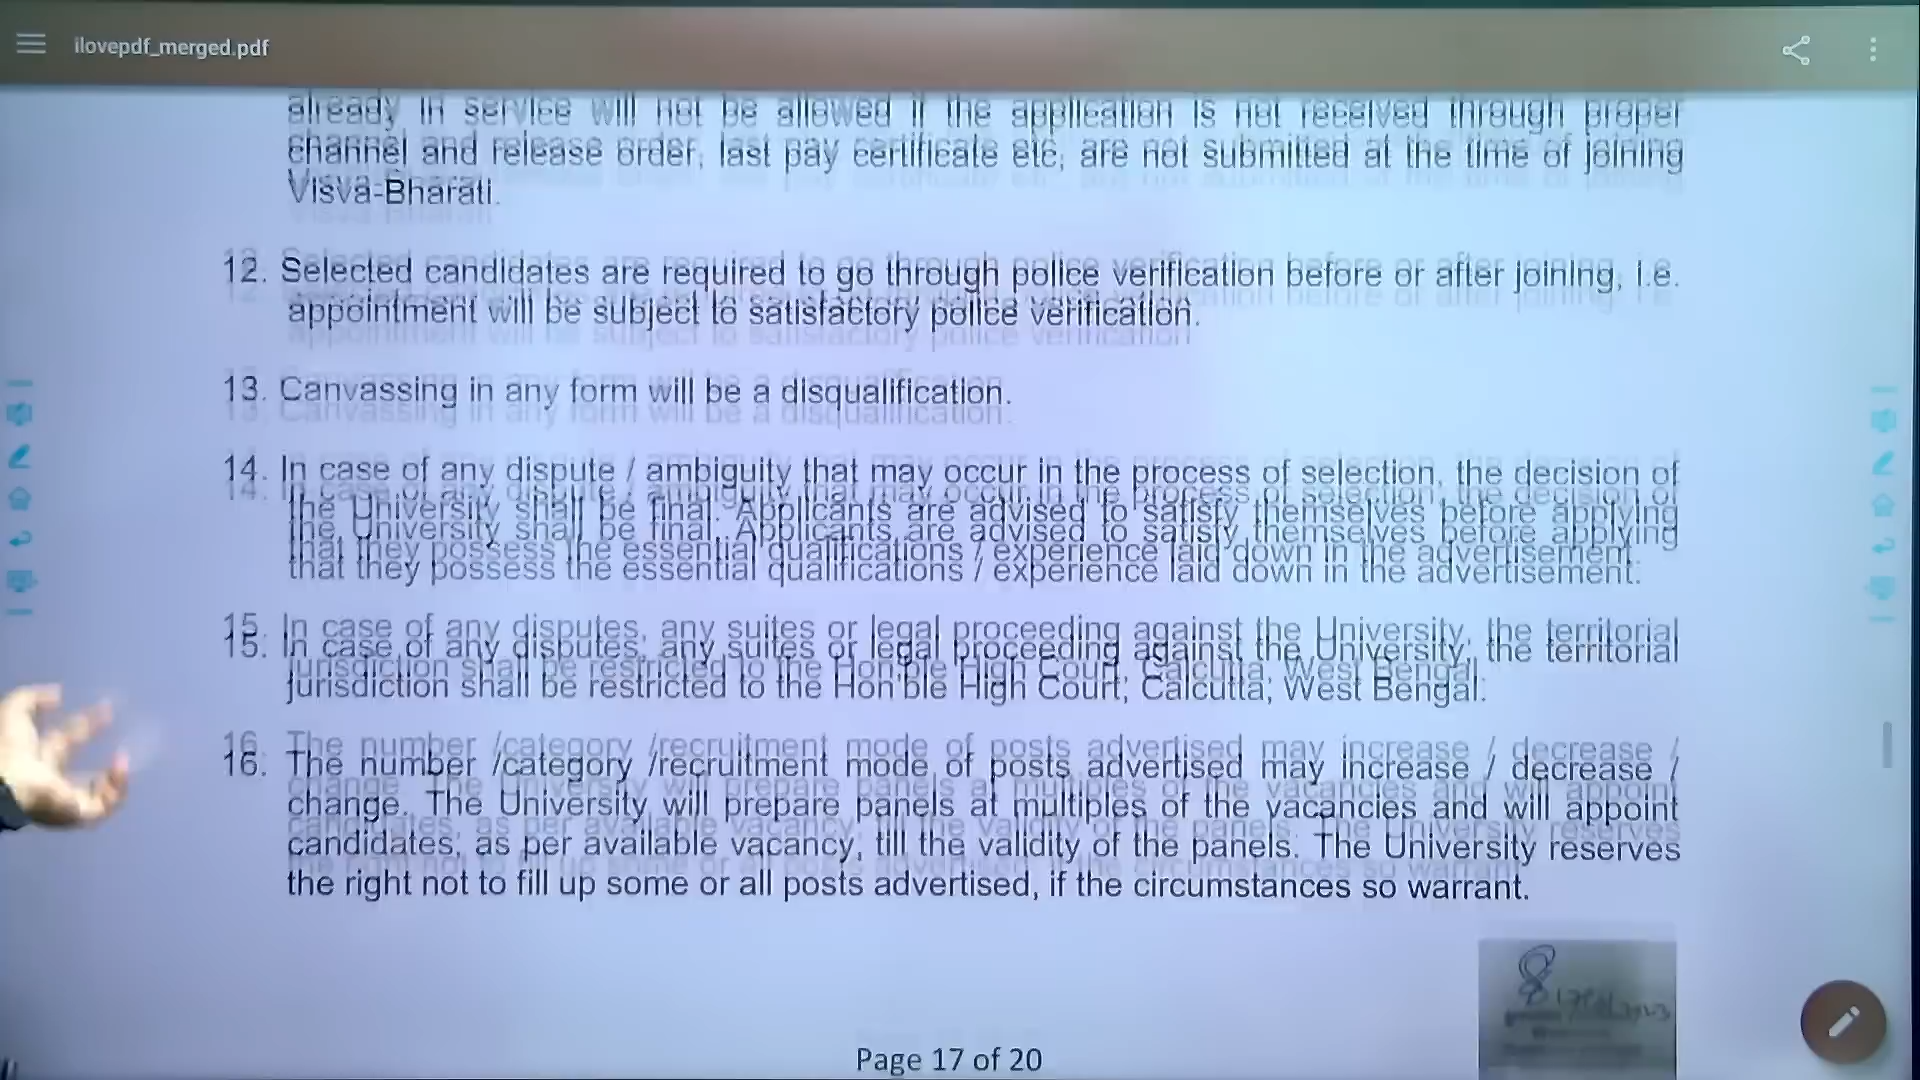 ilovepdf_merged.pdf
already in service will not be allowed if the application is not received through proper
channel and release order, last pay certificate etc. are not submitted at the time of joining
Visva-Bharati.
12. Selected candidates are required to go through police verification before or after joining, i.e.
appointment will be subject to satisfactory police verification.
13. Canvassing in any form will be a disqualification.
14. In case of any dispute / ambiguity that may occur in the process of selection, the decision of
the University shall be final. Applicants are advised to satisfy themselves before applying
that they possess the essential qualifications / experience laid down in the advertisement.
15. In case of any disputes, any suites or legal proceeding against the University, the territorial
jurisdiction shall be restricted to the Hon'ble High Court, Calcutta, West Bengal.
16. The number /category /recruitment mode of posts advertised may increase / decrease /
change. The University will prepare panels at multiples of the vacancies and will appoint
candidates, as per available vacancy, till the validity of the panels. The University reserves
the right not to fill up some or all posts advertised, if the circumstances so warrant.
Page 17 of 20